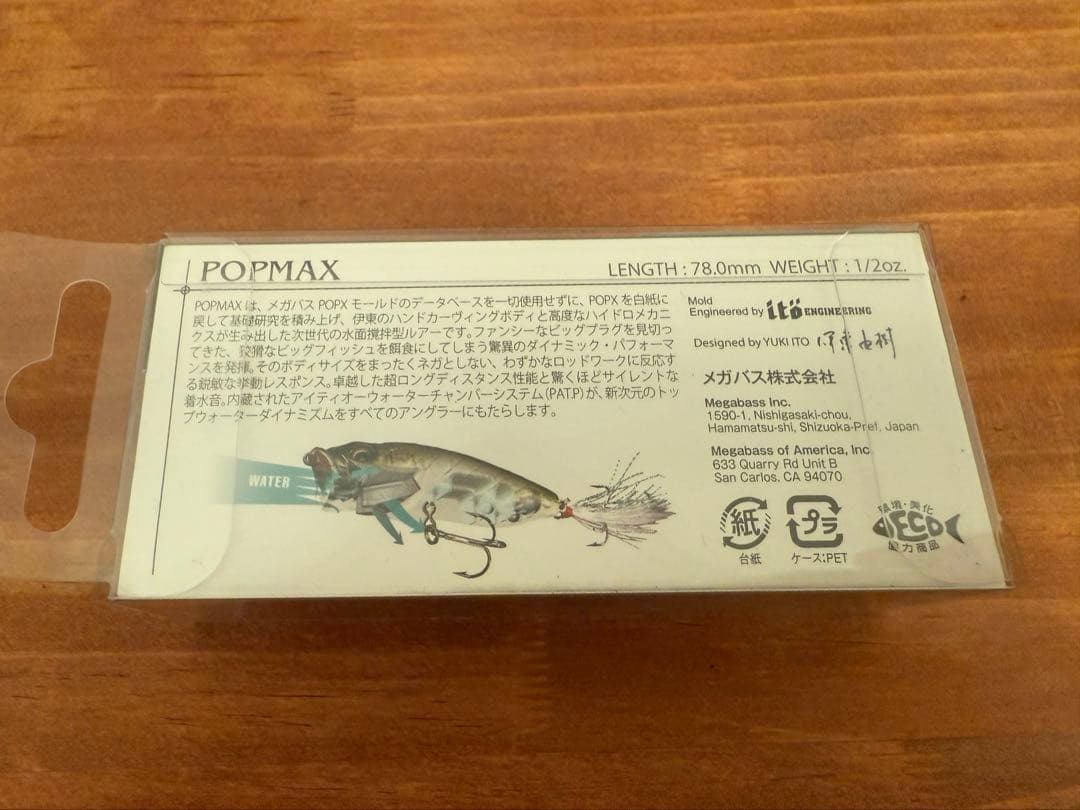 POPMAX
LENGTH : 78.0mm WEIGHT : 1/2oz.
POPMAXは、メガバス POPX モールドのデータベースを一切使用せずに、POPXを白紙に
戻して基礎研究を積み上げ、伊東のハンドカーヴィングボディと高度なハイドロメカニ
クスが生み出した次世代の水面撹拌型ルアーです。ファンシーなビッグプラグを見切っ
てきた、狡猾なビッグフィッシュを餌食にしてしまう驚異のダイナミック・パフォーマ
ンスを発揮。そのボディサイズをまったくネガとしない、わずかなロッドワークに反応す
る鋭敏な挙動レスポンス。卓越した超ロングディスタンス性能と驚くほどサイレントな
着水音。内蔵されたアイティオーウォーターチャンバーシステム(PAT.P)が、新次元のトッ
プウォーターダイナミズムをすべてのアングラーにもたらします。
WATER
Mold
Engineered by itö ENGINEERING
Designed by YUKI ITO 伊東由樹
メガバス株式会社
Megabass Inc.
1590-1, Nishigasaki-chou,
Hamamatsu-shi, Shizuoka-Pref, Japan
Megabass of America, Inc
633 Quarry Rd Unit B
San Carlos, CA 94070
紙
台紙
プラ
ケース:PET
環境・美化
ECO
協力商品